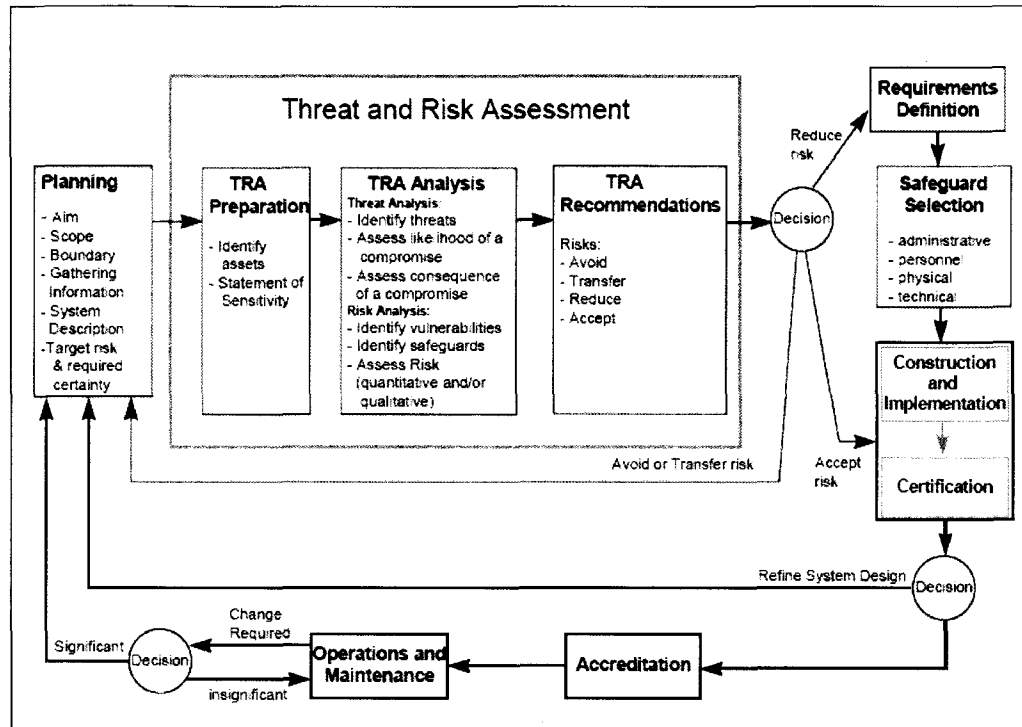 Threat and Risk Assessment
Planning
- Aim
- Scope
- Boundary
- Gathering
Information
- System
Description
-Target risk
& required
certainty
TRA
Preparation
- Identify
assets
- Statement of
Sensitivity
TRA Analysis
Threat Analysis:
- Identify threats
- Assess likelihood of a
compromise
- Assess consequence
of a compromise
Risk Analysis:
- Identify vulnerabilities
- Identify safeguards
- Assess Risk
(quantitative and/or
qualitative)
TRA
Recommendations
Risks:
- Avoid
- Transfer
- Reduce
- Accept
Decision
Reduce
risk
Requirements
Definition
Safeguard
Selection
- administrative
- personnel
- physical
- technical
Construction
and
Implementation
Certification
Accept
risk
Avoid or Transfer risk
Decision
Refine System Design
Accreditation
Operations and
Maintenance
Change
Required
Decision
insignificant
Significant